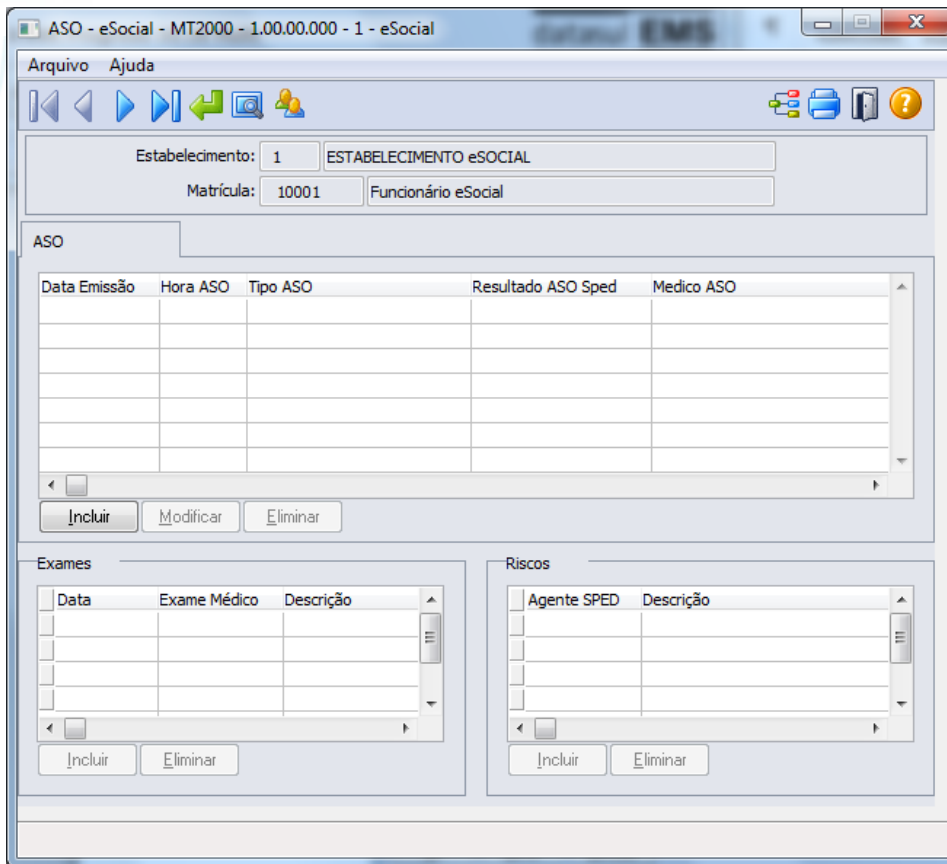 ASO - eSocial - MT2000 - 1.00.00.000 - 1 - eSocial
datasul EMS
Arquivo Ajuda
Estabelecimento: 1 ESTABELECIMENTO eSOCIAL
Matrícula: 10001 Funcionário eSocial
ASO
Data Emissão Hora ASO Tipo ASO Resultado ASO Sped Medico ASO
Incluir Modificar Eliminar
Exames Riscos
Data Exame Médico Descrição Agente SPED Descrição
Incluir Eliminar Incluir Eliminar